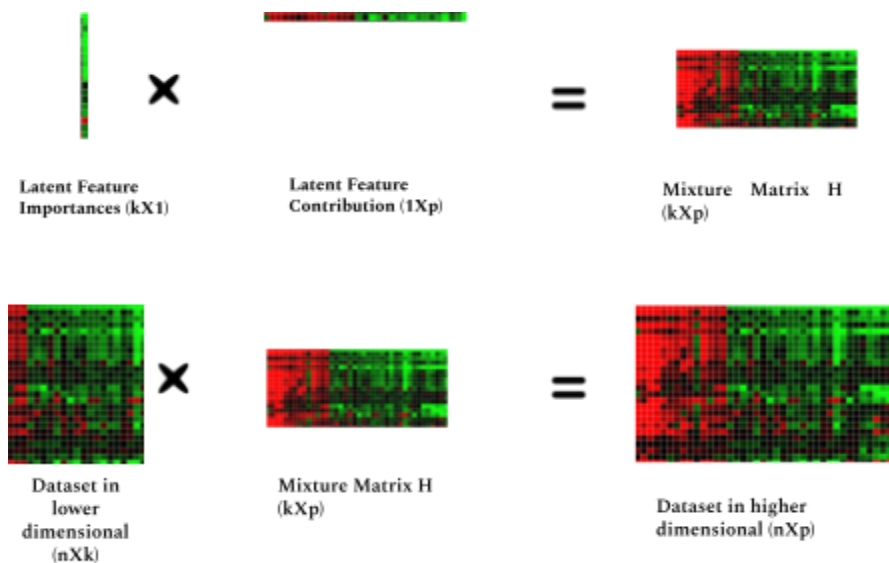 Latent Feature
Importances (kX1)
Latent Feature
Contribution (1Xp)
Mixture Matrix H
(kXp)
Dataset in
lower
dimensional
(nXk)
Mixture Matrix H
(kXp)
Dataset in higher
dimensional (nXp)